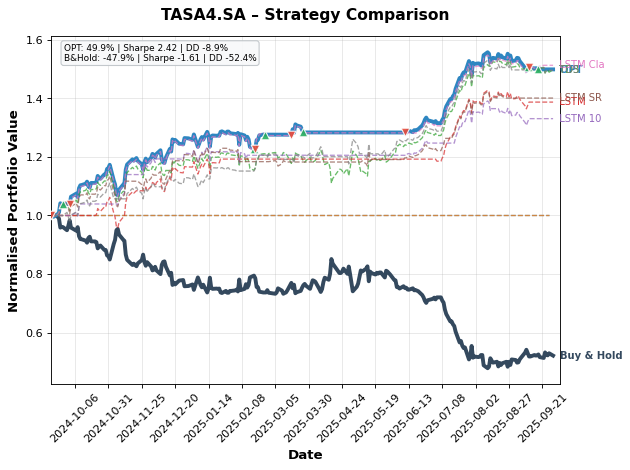 TASA4.SA – Strategy Comparison
OPT: 49.9% | Sharpe 2.42 | DD -8.9%
B&Hold: -47.9% | Sharpe -1.61 | DD -52.4%
Normalised Portfolio Value
1.6
1.4
1.2
1.0
0.8
0.6
LSTM Cla
LSTM SR
LSTM
LSTM 10
Buy & Hold
2024-10-06
2024-10-31
2024-11-25
2024-12-20
2025-01-14
2025-02-08
2025-03-05
2025-03-30
2025-04-24
2025-05-19
2025-06-13
2025-07-08
2025-08-02
2025-08-27
2025-09-21
Date